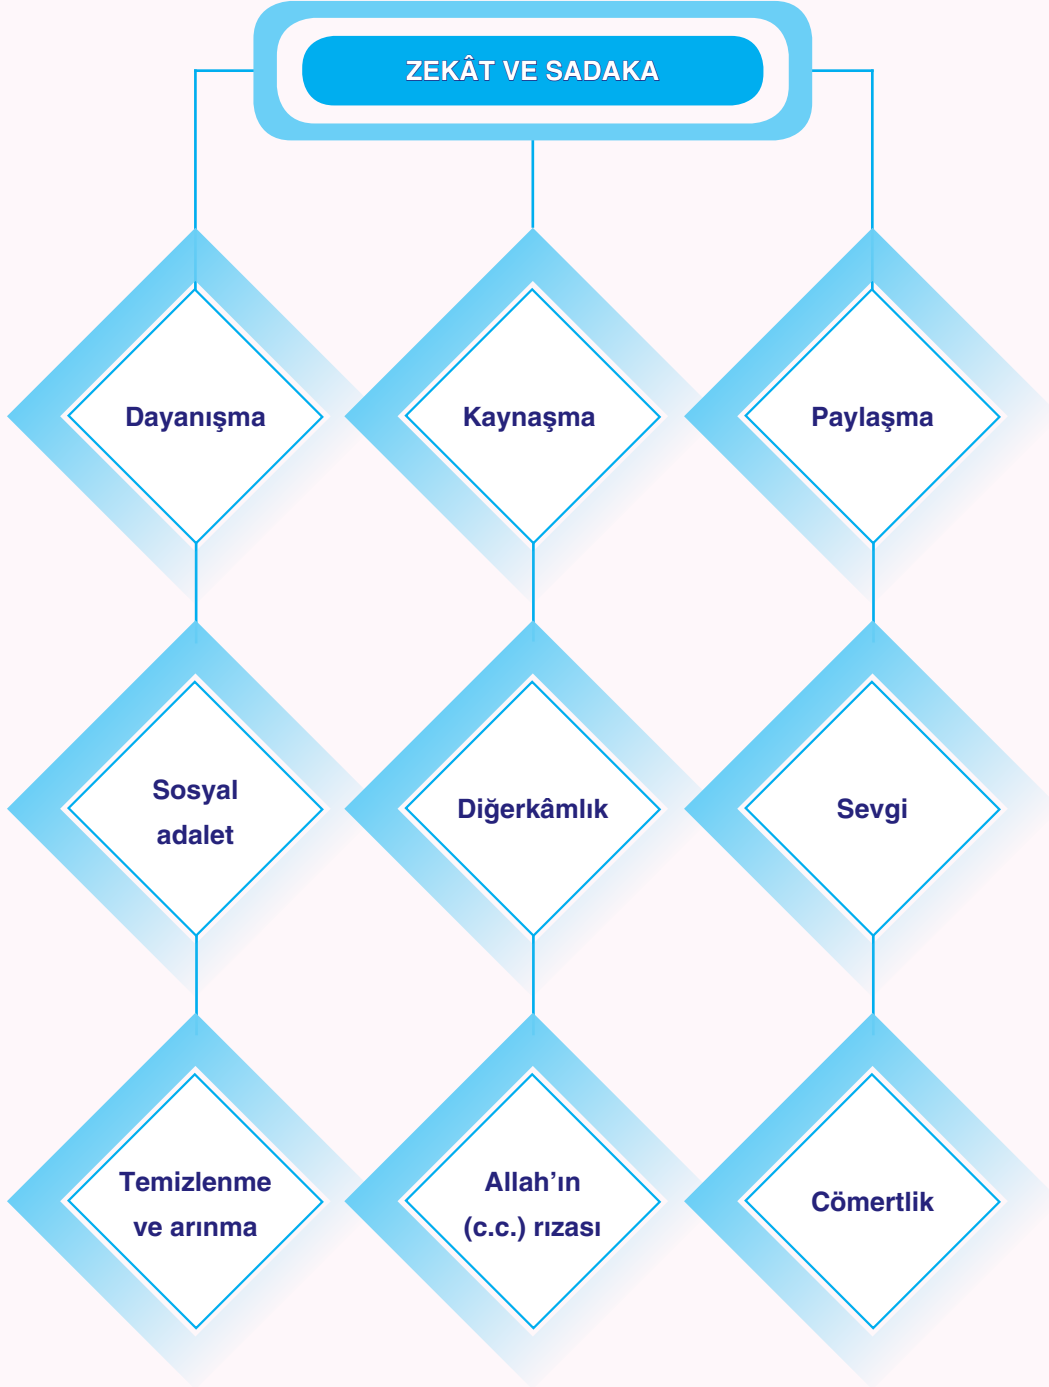 ZEKÂT VE SADAKA
Dayanışma
Kaynaşma
Paylaşma
Sosyal
adalet
Diğerkâmlık
Sevgi
Temizlenme
ve arınma
Allah’ın
(c.c.) rızası
Cömertlik